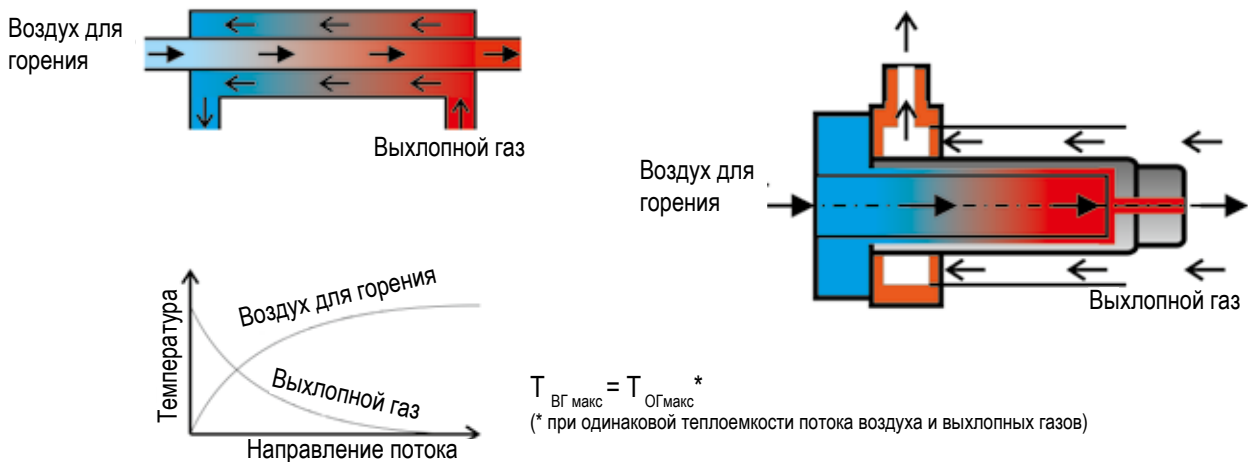 Воздух для
горения
Выхлопной газ
Воздух для
горения
Выхлопной газ
Температура
Воздух для горения
Выхлопной газ
Направление потока
T ВГ макс = T ОГмакс *
(* при одинаковой теплоемкости потока воздуха и выхлопных газов)